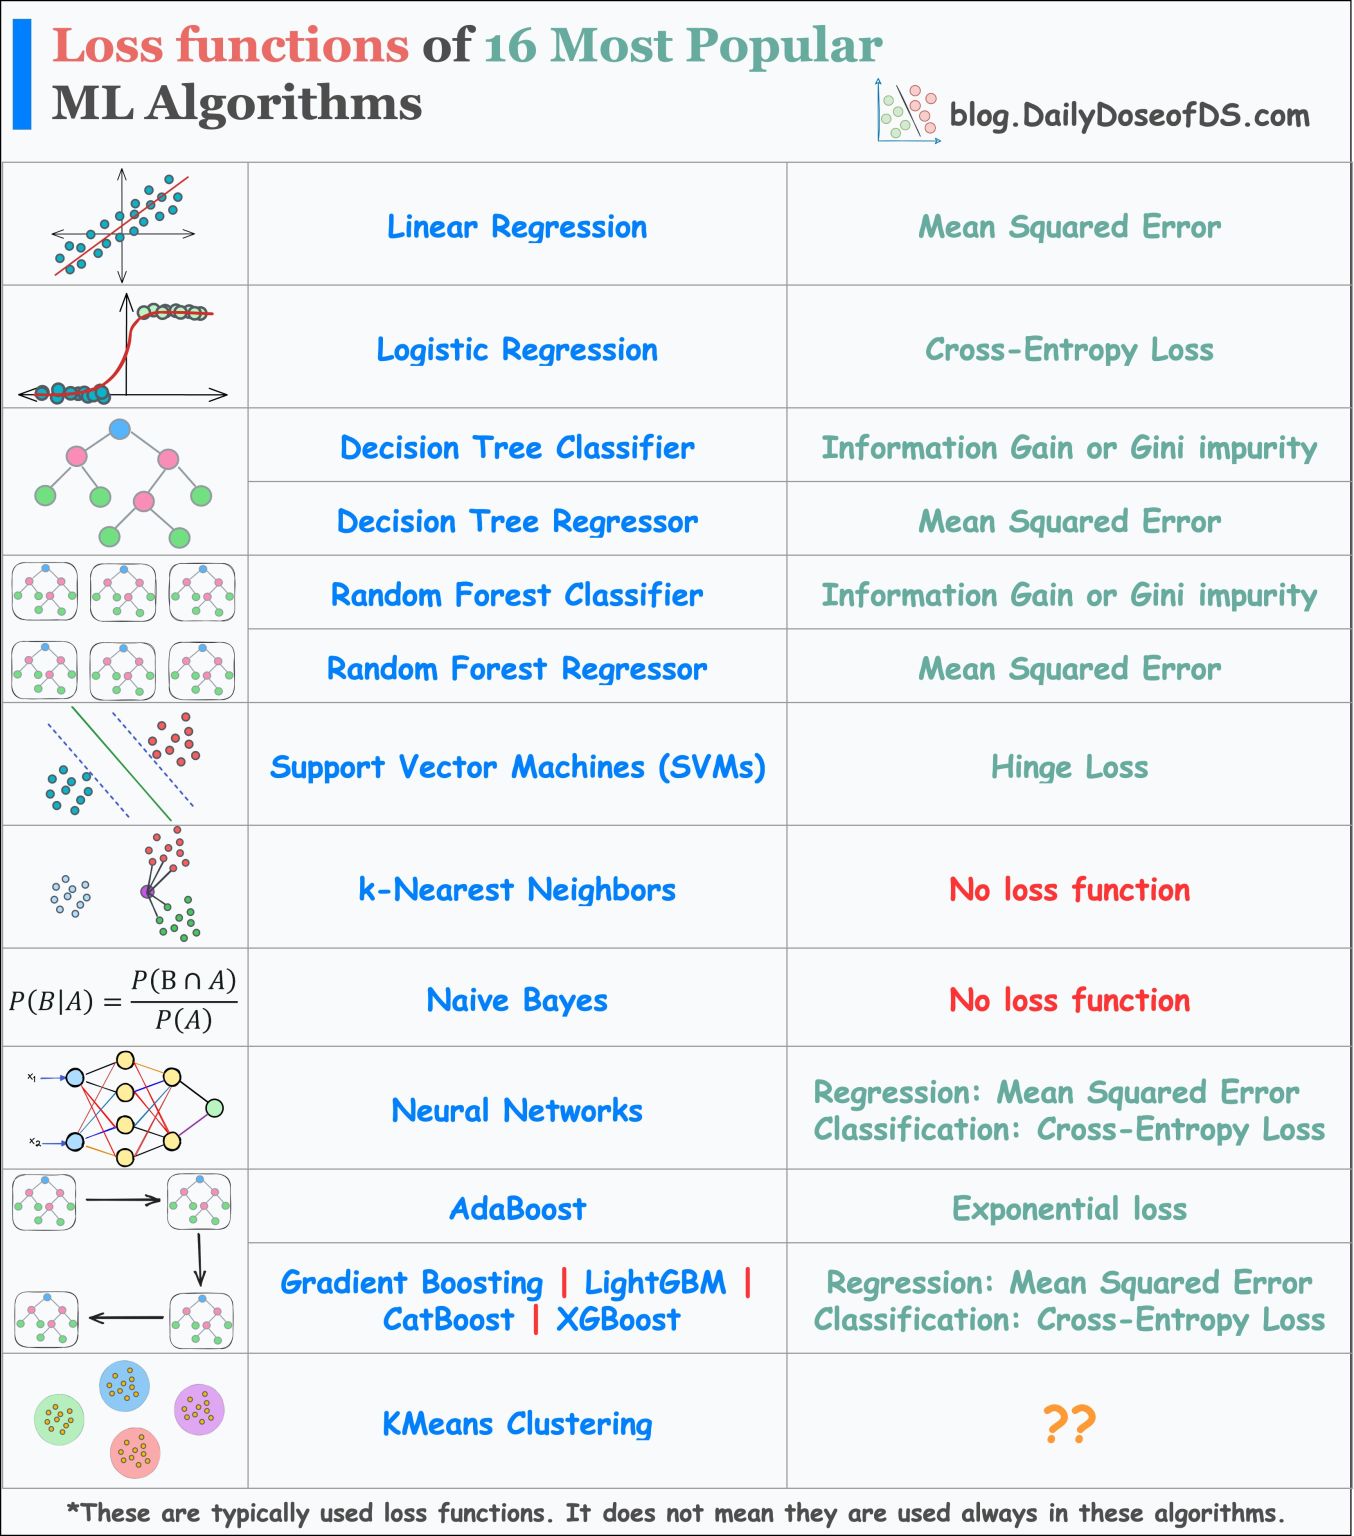 Loss functions of 16 Most Popular
ML Algorithms
blog.DailyDoseofDS.com
Linear Regression
Mean Squared Error
Logistic Regression
Cross-Entropy Loss
Decision Tree Classifier
Information Gain or Gini impurity
Decision Tree Regressor
Mean Squared Error
Random Forest Classifier
Information Gain or Gini impurity
Random Forest Regressor
Mean Squared Error
Support Vector Machines (SVMs)
Hinge Loss
k-Nearest Neighbors
No loss function
P(B|A) = P(B ∩ A) / P(A)
Naive Bayes
No loss function
x1
x2
Neural Networks
Regression: Mean Squared Error
Classification: Cross-Entropy Loss
AdaBoost
Exponential loss
Gradient Boosting | LightGBM |
CatBoost | XGBoost
Regression: Mean Squared Error
Classification: Cross-Entropy Loss
KMeans Clustering
??
*These are typically used loss functions. It does not mean they are used always in these algorithms.